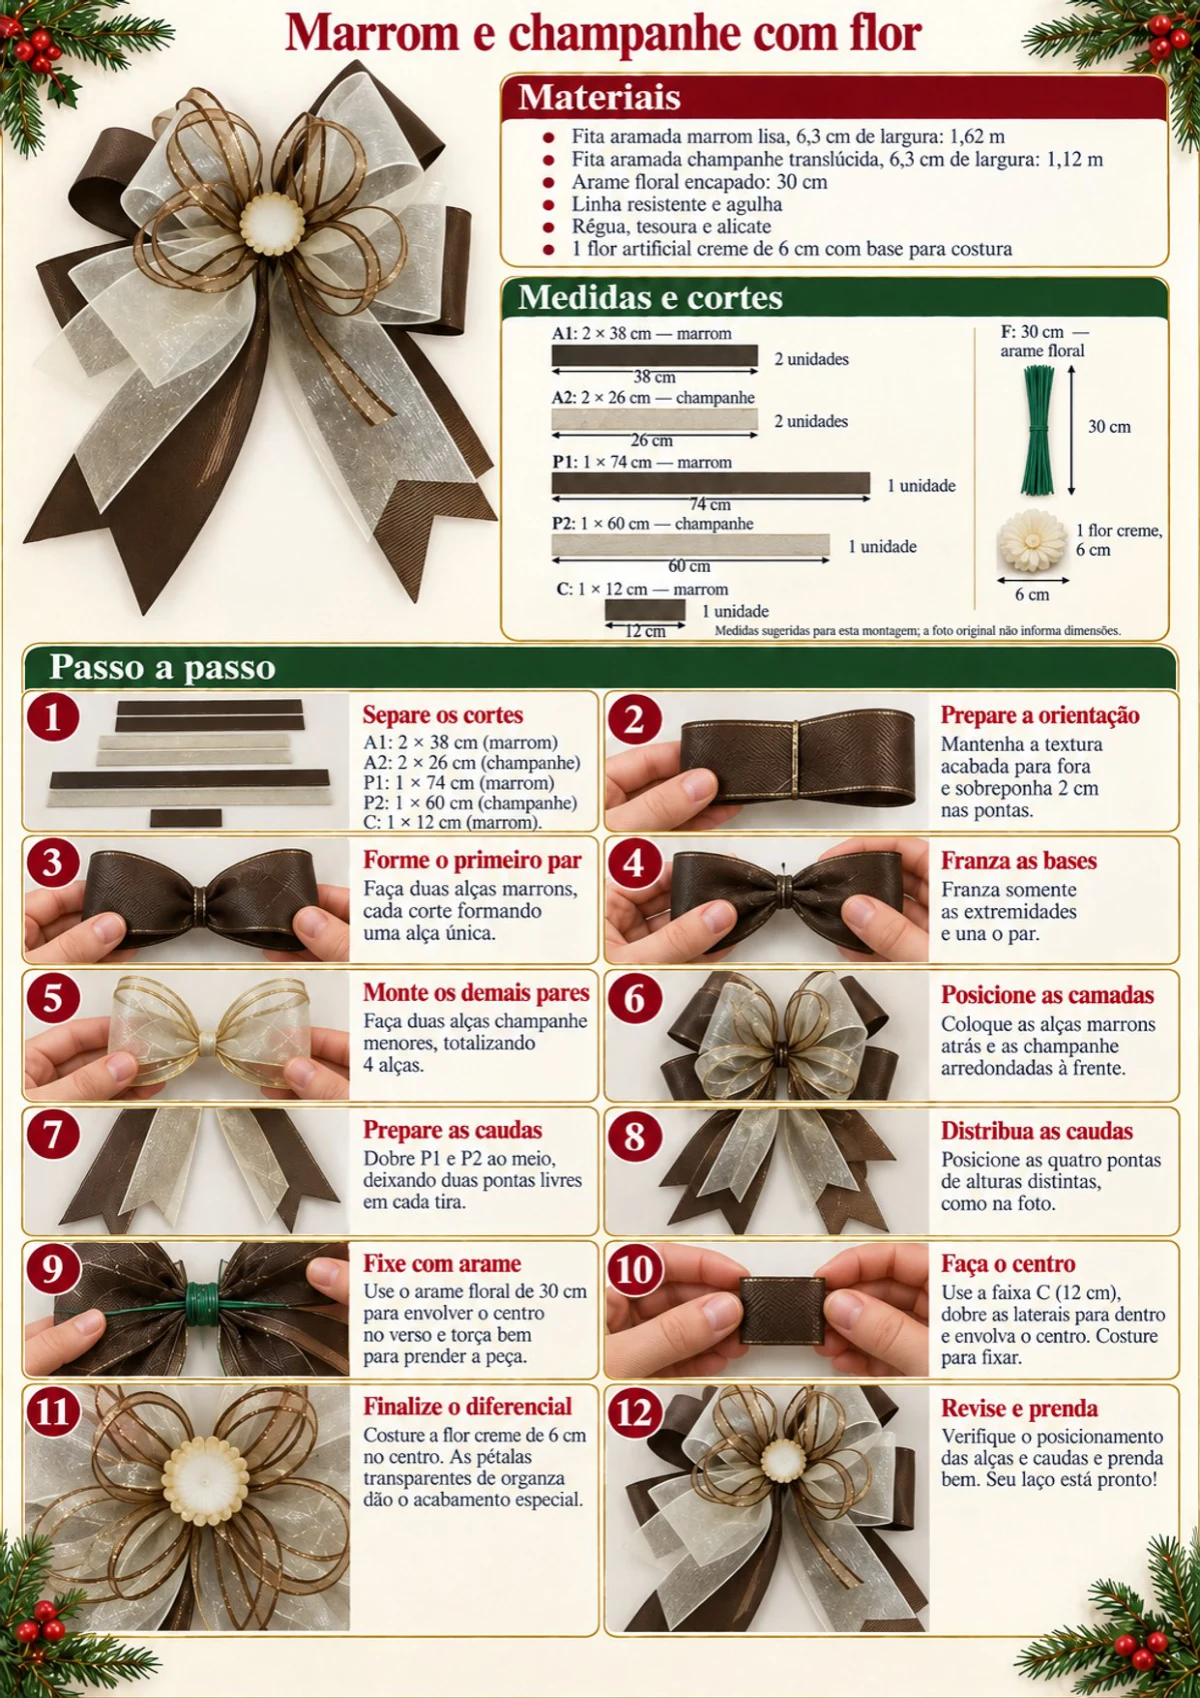 Marrom e champanhe com flor
Materiais
Fita aramada marrom lisa, 6,3 cm de largura: 1,62 m
Fita aramada champanhe translúcida, 6,3 cm de largura: 1,12 m
Arame floral encapado: 30 cm
Linha resistente e agulha
Régua, tesoura e alicate
1 flor artificial creme de 6 cm com base para costura
Medidas e cortes
A1: 2 × 38 cm — marrom
2 unidades
38 cm
A2: 2 × 26 cm — champanhe
2 unidades
26 cm
P1: 1 × 74 cm — marrom
1 unidade
74 cm
P2: 1 × 60 cm — champanhe
1 unidade
60 cm
C: 1 × 12 cm — marrom
1 unidade
12 cm
F: 30 cm —
arame floral
30 cm
1 flor creme,
6 cm
6 cm
Medidas sugeridas para esta montagem; a foto original não informa dimensões.
Passo a passo
1
Separe os cortes
A1: 2 × 38 cm (marrom)
A2: 2 × 26 cm (champanhe)
P1: 1 × 74 cm (marrom)
P2: 1 × 60 cm (champanhe)
C: 1 × 12 cm (marrom).
2
Prepare a orientação
Mantenha a textura
acabada para fora
e sobreponha 2 cm
nas pontas.
3
Forme o primeiro par
Faça duas alças marrons,
cada corte formando
uma alça única.
4
Franza as bases
Franza somente
as extremidades
e una o par.
5
Monte os demais pares
Faça duas alças champanhe
menores, totalizando
4 alças.
6
Posicione as camadas
Coloque as alças marrons
atrás e as champanhe
arredondadas à frente.
7
Prepare as caudas
Dobre P1 e P2 ao meio,
deixando duas pontas livres
em cada tira.
8
Distribua as caudas
Posicione as quatro pontas
de alturas distintas,
como na foto.
9
Fixe com arame
Use o arame floral de 30 cm
para envolver o centro
no verso e torça bem
para prender a peça.
10
Faça o centro
Use a faixa C (12 cm),
dobre as laterais para dentro
e envolva o centro. Costure
para fixar.
11
Finalize o diferencial
Costure a flor creme de 6 cm
no centro. As pétalas
transparentes de organza
dão o acabamento especial.
12
Revise e prenda
Verifique o posicionamento
das alças e caudas e prenda
bem. Seu laço está pronto!